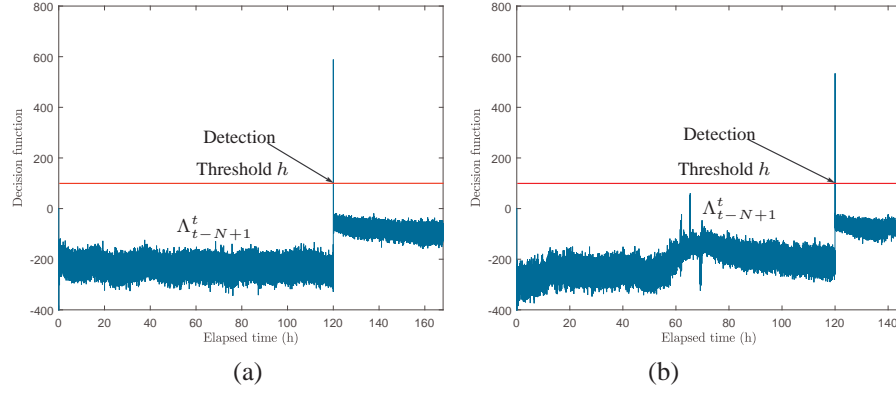 800
600
400
200
0
-200
-400
0 20 40 60 80 100 120 140 160
Decision function
Elapsed time (h)
Detection
Threshold h
Λ^t_{t−N+1}
(a)
800
600
400
200
0
-200
-400
0 20 40 60 80 100 120 140
Decision function
Elapsed time (h)
Detection
Threshold h
Λ^t_{t−N+1}
(b)